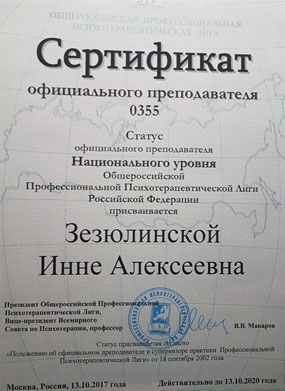 ОБЩЕРОССИЙСКАЯ ПРОФЕССИОНАЛЬНАЯ
ПСИХОТЕРАПЕВТИЧЕСКАЯ ЛИГА
Сертификат
официального преподавателя
0355
Статус
официального преподавателя
Национального уровня
Общероссийской
Профессиональной Психотерапевтической Лиги
Российской Федерации
присваивается
Зезюлинской
Инне Алексеевна
Президент Общероссийской Профессиональной
Психотерапевтической Лиги,
Вице-президент Всемирного
Совета по Психотерапии, профессор
В.В. Макаров
Статус присваивается согласно
«Положению об официальном преподавателе и супервизоре практики Профессиональной
Психотерапевтической Лиги» от 18 сентября 2002 года
Москва, Россия, 13.10.2017 Действительно до 13.10.2020 года